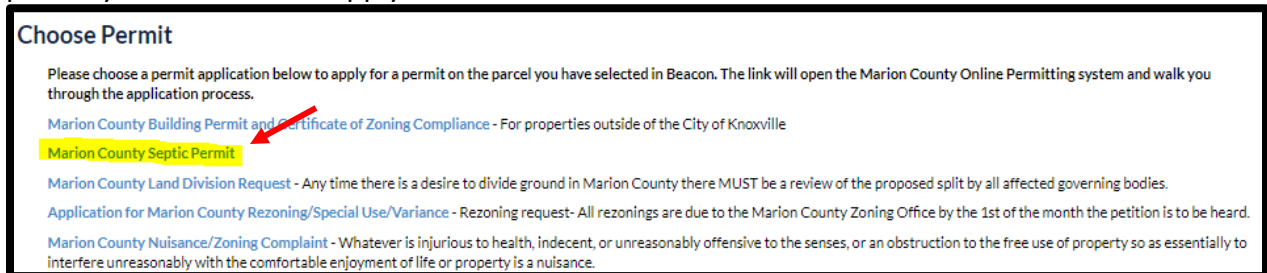 Choose Permit
Please choose a permit application below to apply for a permit on the parcel you have selected in Beacon. The link will open the Marion County Online Permitting system and walk you
through the application process.
Marion County Building Permit and Certificate of Zoning Compliance - For properties outside of the City of Knoxville
Marion County Septic Permit
Marion County Land Division Request - Any time there is a desire to divide ground in Marion County there MUST be a review of the proposed split by all affected governing bodies.
Application for Marion County Rezoning/Special Use/Variance - Rezoning request- All rezonings are due to the Marion County Zoning Office by the 1st of the month the petition is to be heard.
Marion County Nuisance/Zoning Complaint - Whatever is injurious to health, indecent, or unreasonably offensive to the senses, or an obstruction to the free use of property so as essentially to
interfere unreasonably with the comfortable enjoyment of life or property is a nuisance.